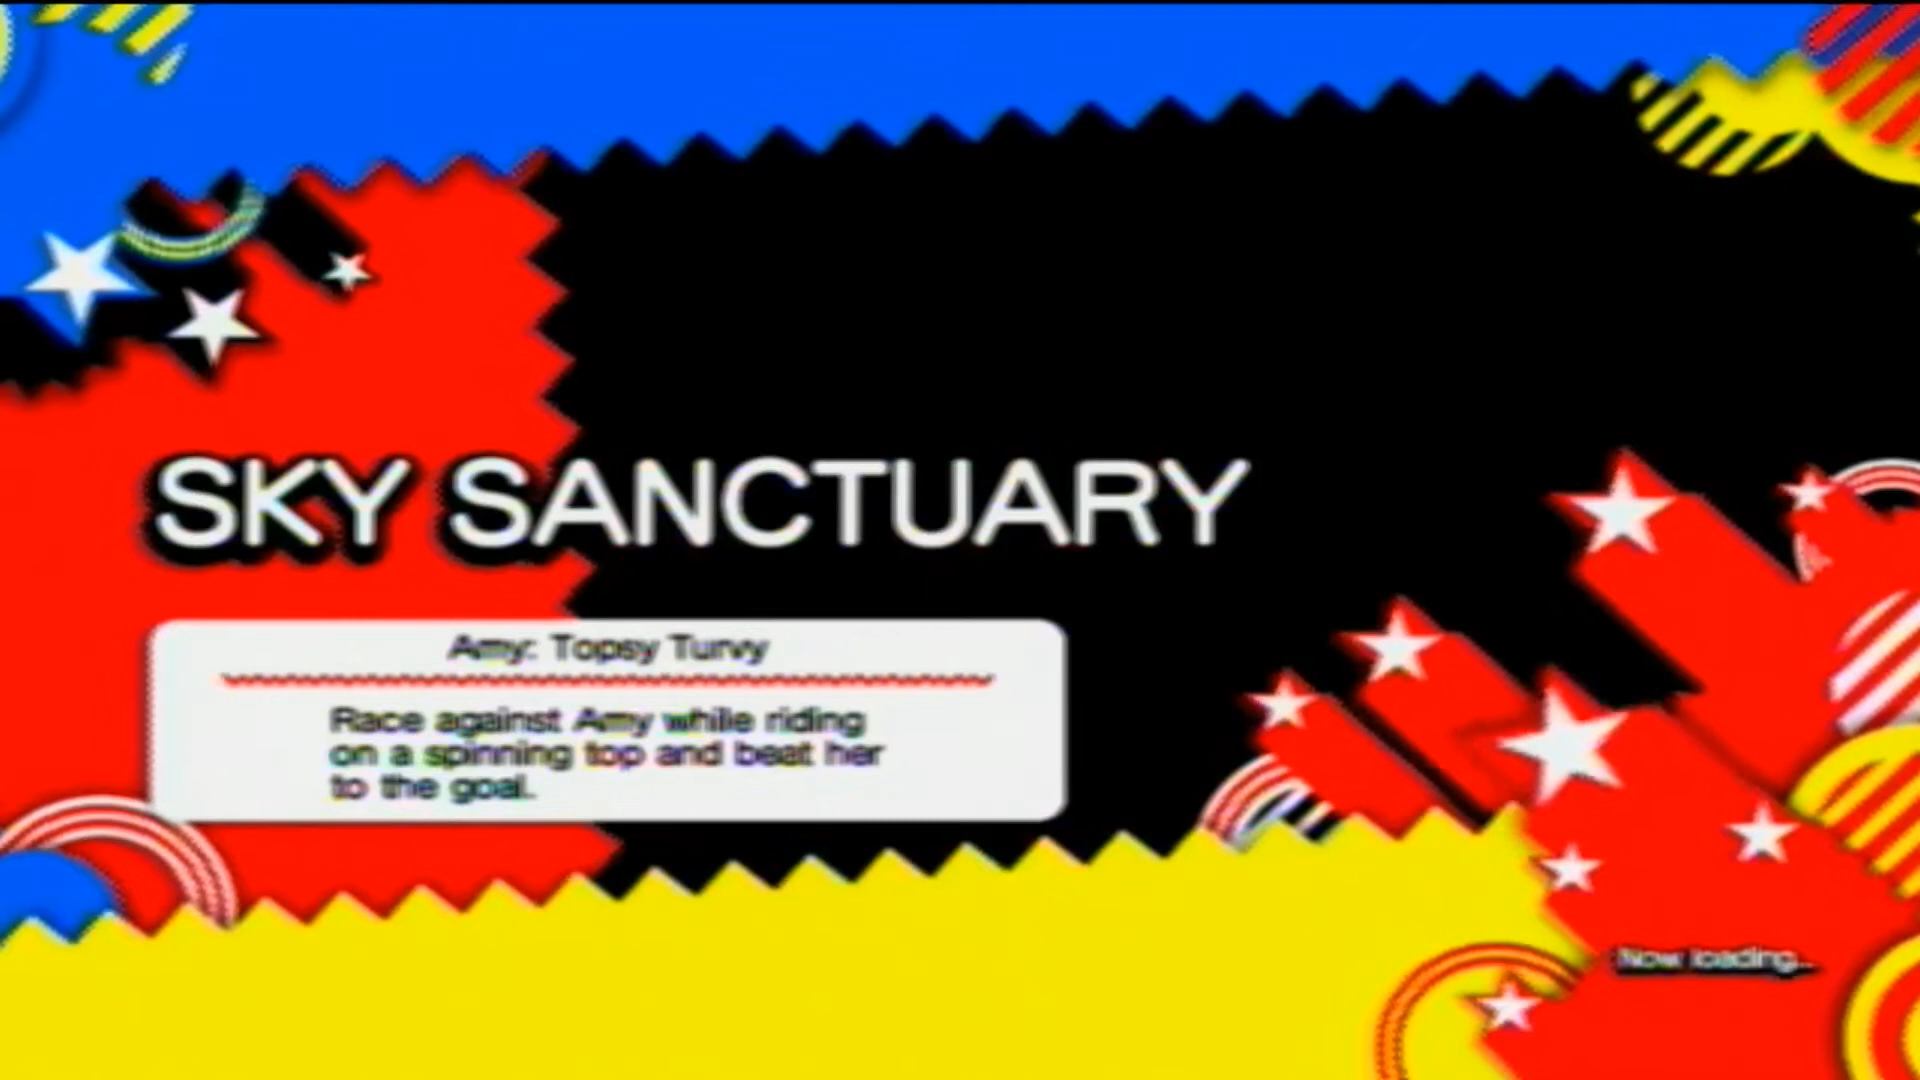 SKY SANCTUARY
Amy: Topsy Turvy
Race against Amy while riding
on a spinning top and beat her
to the goal.
Now loading...